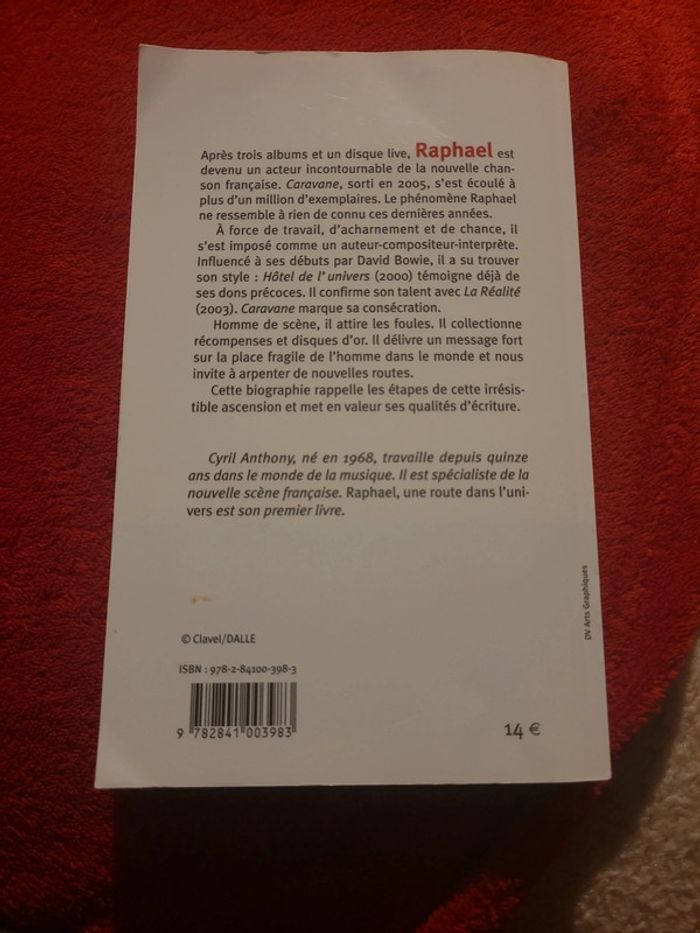 Après trois albums et un disque live, Raphael est
devenu un acteur incontournable de la nouvelle chan-
son française. Caravane, sorti en 2005, s'est écoulé à
plus d'un million d'exemplaires. Le phénomène Raphael
ne ressemble à rien de connu ces dernières années.
À force de travail, d'acharnement et de chance, il
s'est imposé comme un auteur-compositeur-interprète.
Influencé à ses débuts par David Bowie, il a su trouver
son style : Hôtel de l'univers (2000) témoigne déjà de
ses dons précoces. Il confirme son talent avec La Réalité
(2003). Caravane marque sa consécration.
Homme de scène, il attire les foules. Il collectionne
récompenses et disques d'or. Il délivre un message fort
sur la place fragile de l'homme dans le monde et nous
invite à arpenter de nouvelles routes.
Cette biographie rappelle les étapes de cette irrésis-
tible ascension et met en valeur ses qualités d'écriture.
Cyril Anthony, né en 1968, travaille depuis quinze
ans dans le monde de la musique. Il est spécialiste de la
nouvelle scène française. Raphael, une route dans l'uni-
vers est son premier livre.
DV Arts Graphiques
© Clavel/DALLE
ISBN : 978-2-84100-398-3
9 782841 003983
14 €